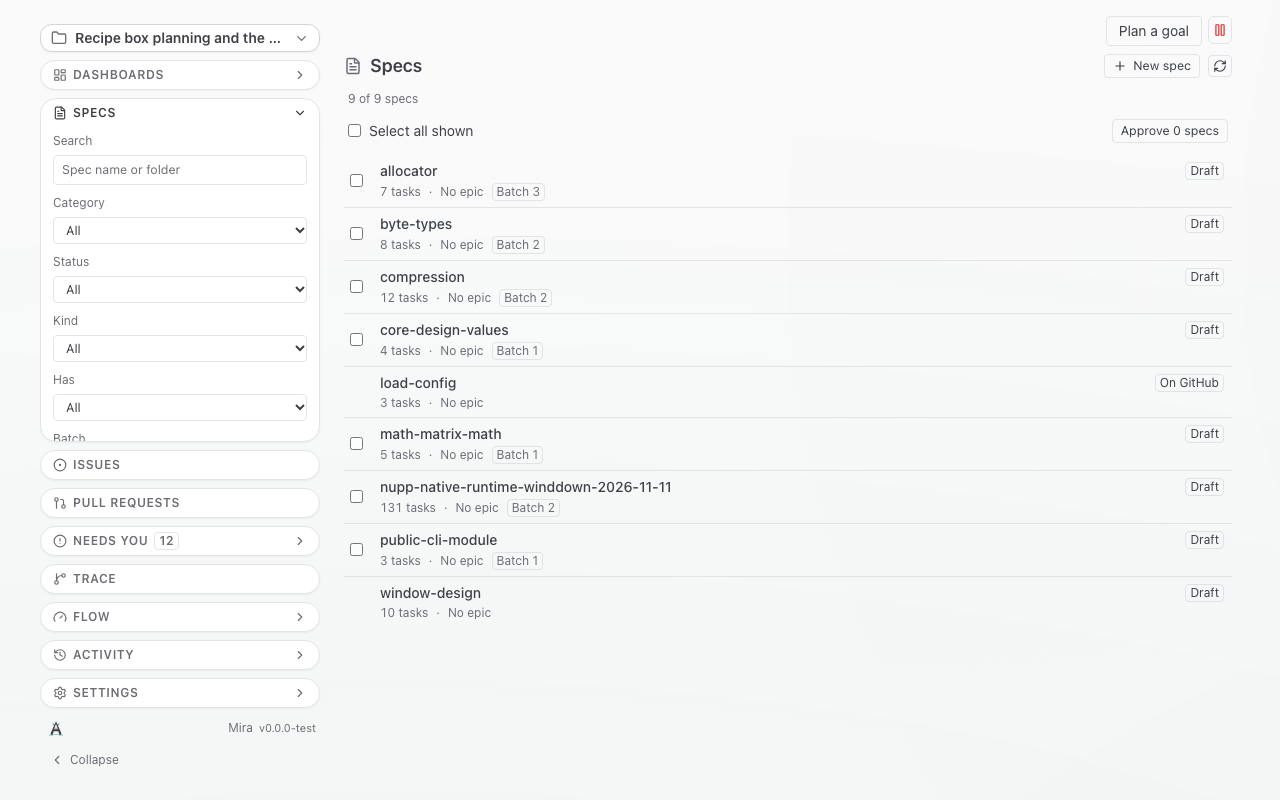 Recipe box planning and the ...
DASHBOARDS
SPECS
Search
Spec name or folder
Category
All
Status
All
Kind
All
Has
All
Batch
ISSUES
PULL REQUESTS
NEEDS YOU 12
TRACE
FLOW
ACTIVITY
SETTINGS
Mira v0.0.0-test
Collapse
Plan a goal
Specs
New spec
9 of 9 specs
Select all shown
Approve 0 specs
allocator
Draft
7 tasks · No epic Batch 3
byte-types
Draft
8 tasks · No epic Batch 2
compression
Draft
12 tasks · No epic Batch 2
core-design-values
Draft
4 tasks · No epic Batch 1
load-config
On GitHub
3 tasks · No epic
math-matrix-math
Draft
5 tasks · No epic Batch 1
nupp-native-runtime-winddown-2026-11-11
Draft
131 tasks · No epic Batch 2
public-cli-module
Draft
3 tasks · No epic Batch 1
window-design
Draft
10 tasks · No epic